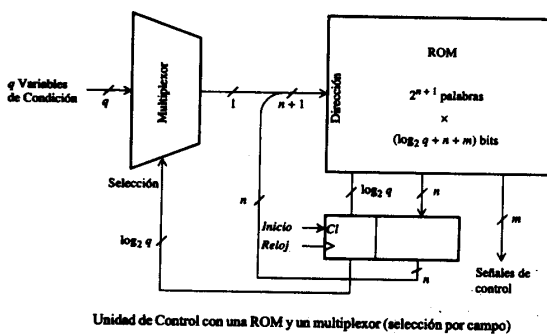 ROM
2ⁿ⁺¹ palabras
×
(log₂ q + n + m) bits
Dirección
Multiplexor
q Variables
de Condición
q
1
n + 1
Selección
log₂ q
n
log₂ q
n
m
Inicio
Reloj
Cl
n
Señales de
control
Unidad de Control con una ROM y un multiplexor (selección por campo)